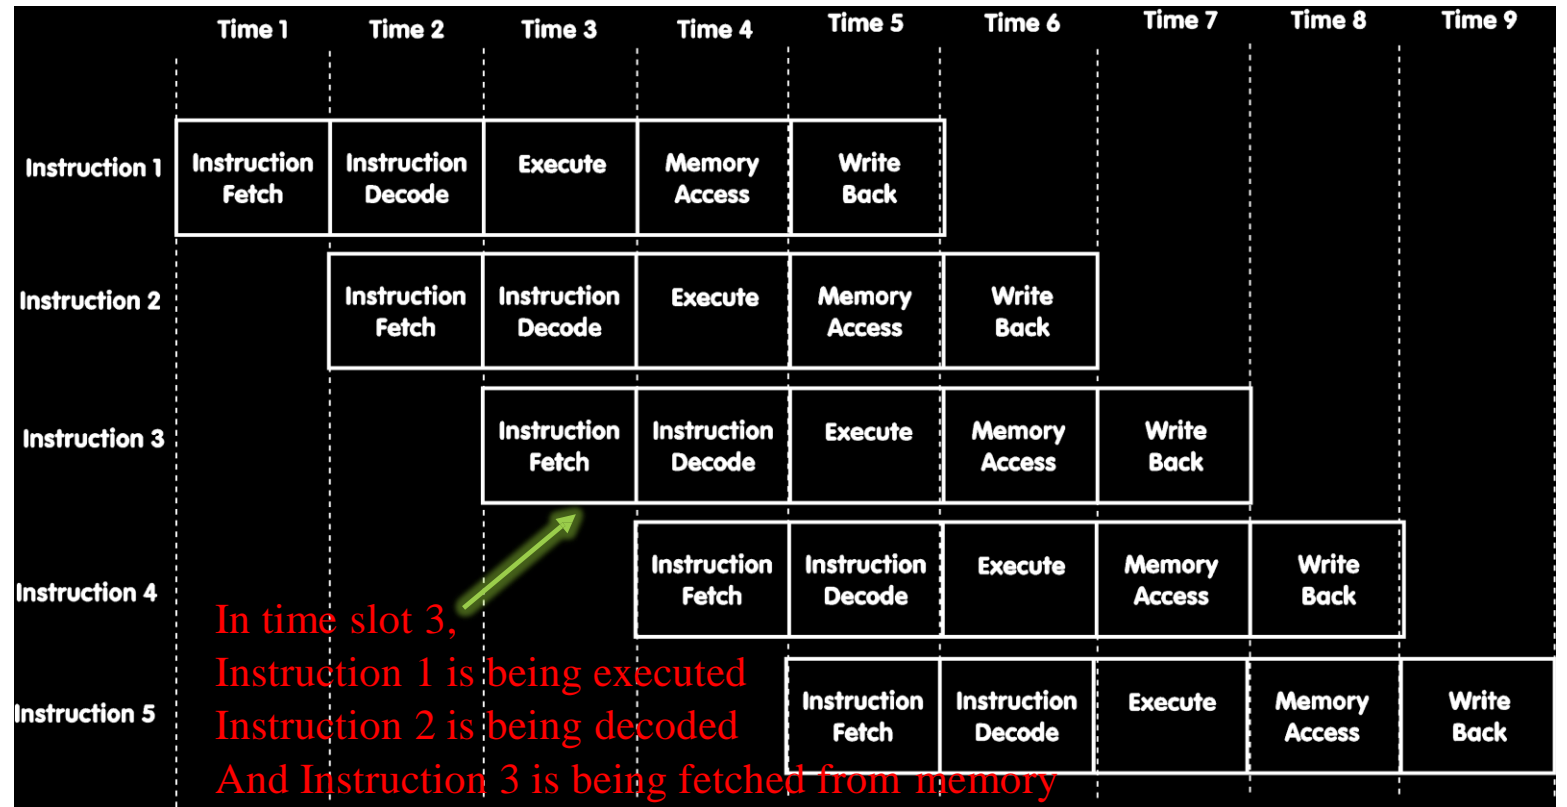 Time 1 Time 2 Time 3 Time 4 Time 5 Time 6 Time 7 Time 8 Time 9
Instruction 1
Instruction
Fetch
Instruction
Decode
Execute
Memory
Access
Write
Back
Instruction 2
Instruction
Fetch
Instruction
Decode
Execute
Memory
Access
Write
Back
Instruction 3
Instruction
Fetch
Instruction
Decode
Execute
Memory
Access
Write
Back
Instruction 4
Instruction
Fetch
Instruction
Decode
Execute
Memory
Access
Write
Back
Instruction 5
Instruction
Fetch
Instruction
Decode
Execute
Memory
Access
Write
Back
In time slot 3,
Instruction 1 is being executed
Instruction 2 is being decoded
And Instruction 3 is being fetched from memory